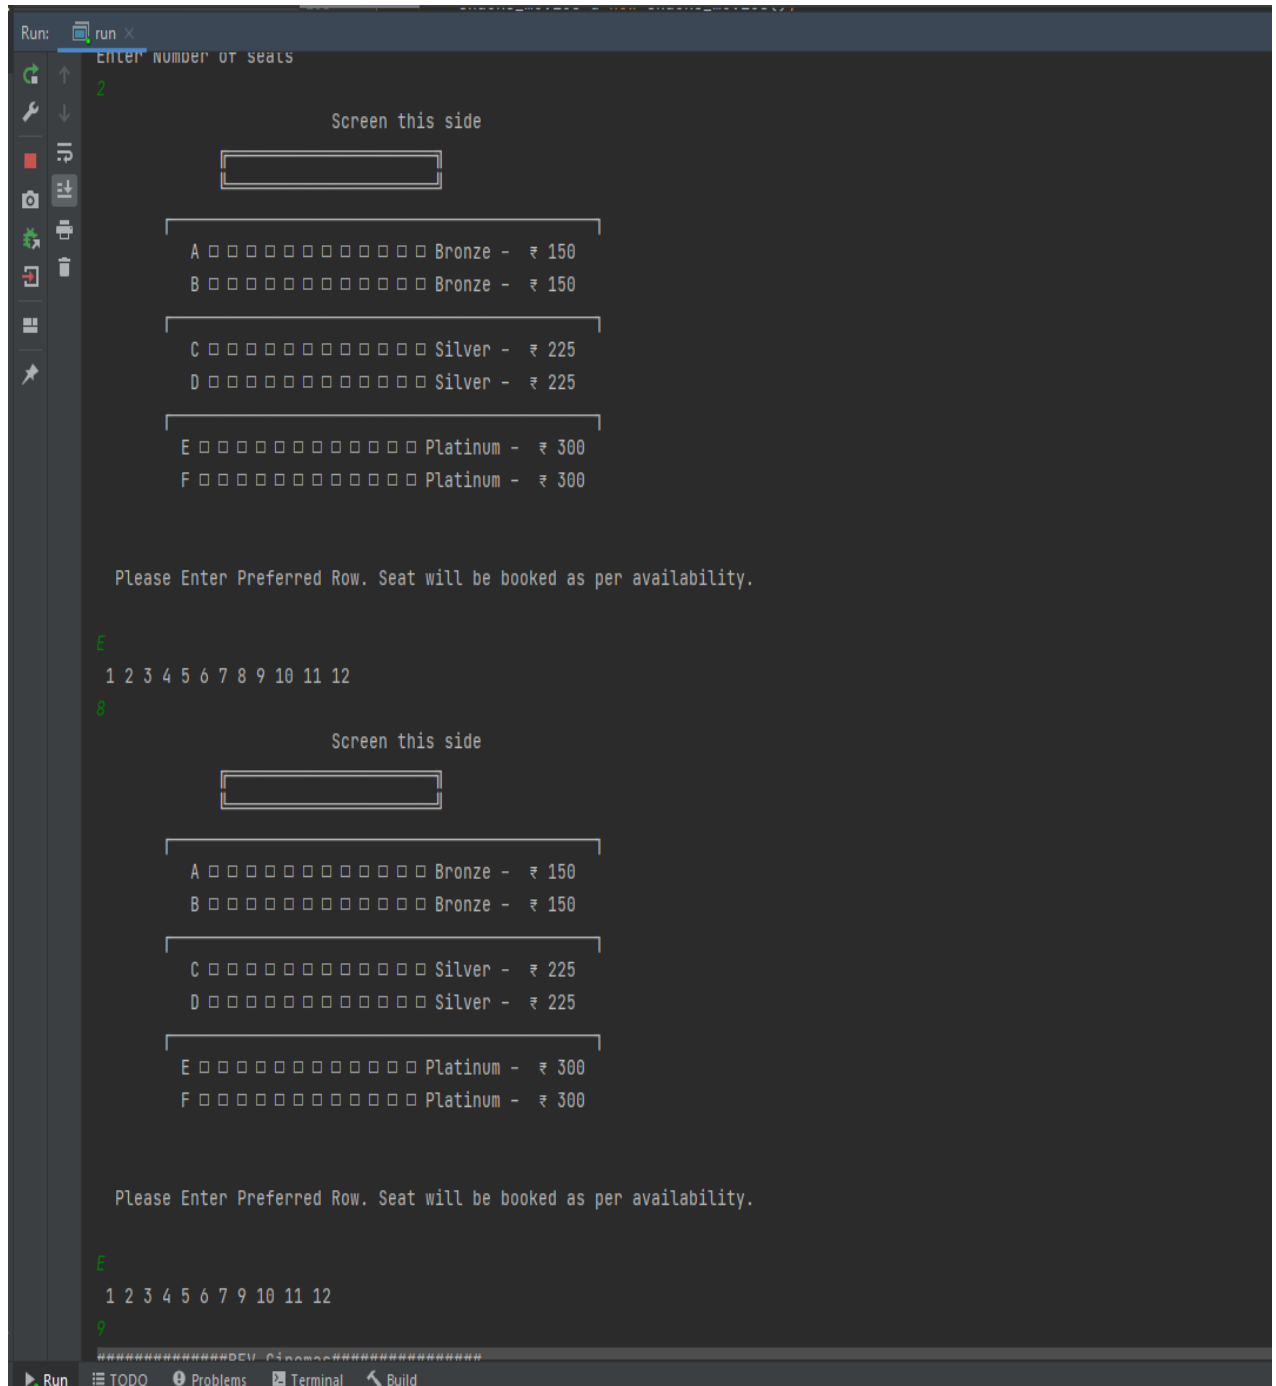 Run: run
Enter Number of seats
2
Screen this side
A □ □ □ □ □ □ □ □ □ □ □ □ Bronze - ₹ 150
B □ □ □ □ □ □ □ □ □ □ □ □ Bronze - ₹ 150
C □ □ □ □ □ □ □ □ □ □ □ □ Silver - ₹ 225
D □ □ □ □ □ □ □ □ □ □ □ □ Silver - ₹ 225
E □ □ □ □ □ □ □ □ □ □ □ □ Platinum - ₹ 300
F □ □ □ □ □ □ □ □ □ □ □ □ Platinum - ₹ 300
Please Enter Preferred Row. Seat will be booked as per availability.
E
1 2 3 4 5 6 7 8 9 10 11 12
8
Screen this side
A □ □ □ □ □ □ □ □ □ □ □ □ Bronze - ₹ 150
B □ □ □ □ □ □ □ □ □ □ □ □ Bronze - ₹ 150
C □ □ □ □ □ □ □ □ □ □ □ □ Silver - ₹ 225
D □ □ □ □ □ □ □ □ □ □ □ □ Silver - ₹ 225
E □ □ □ □ □ □ □ □ □ □ □ □ Platinum - ₹ 300
F □ □ □ □ □ □ □ □ □ □ □ □ Platinum - ₹ 300
Please Enter Preferred Row. Seat will be booked as per availability.
E
1 2 3 4 5 6 7 9 10 11 12
9
Cinemas################
Run TODO Problems Terminal Build